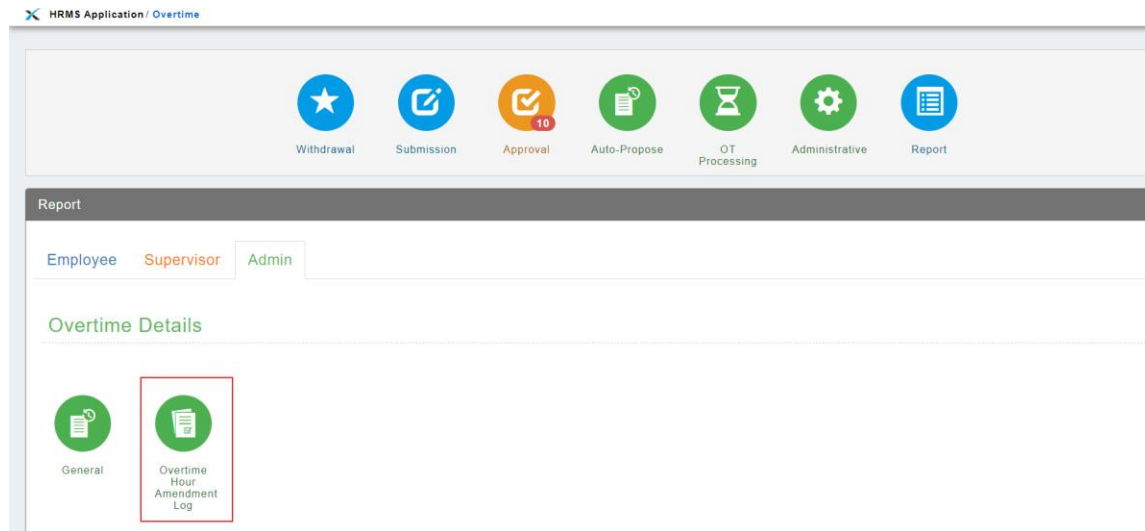 HRMS Application / Overtime
Withdrawal
Submission
10
Approval
Auto-Propose
OT
Processing
Administrative
Report
Report
Employee Supervisor Admin
Overtime Details
General
Overtime
Hour
Amendment
Log